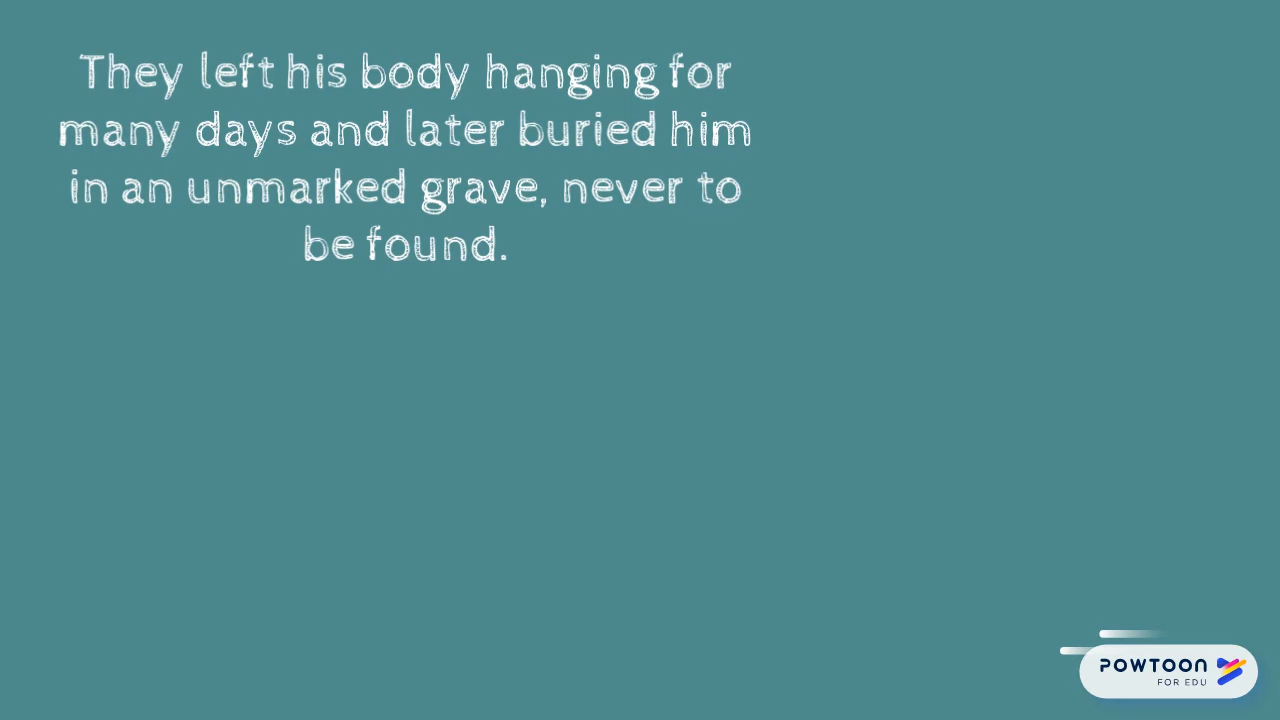 They left his body hanging for
many days and later buried him
in an unmarked grave, never to
be found.
POWTOON
FOR EDU